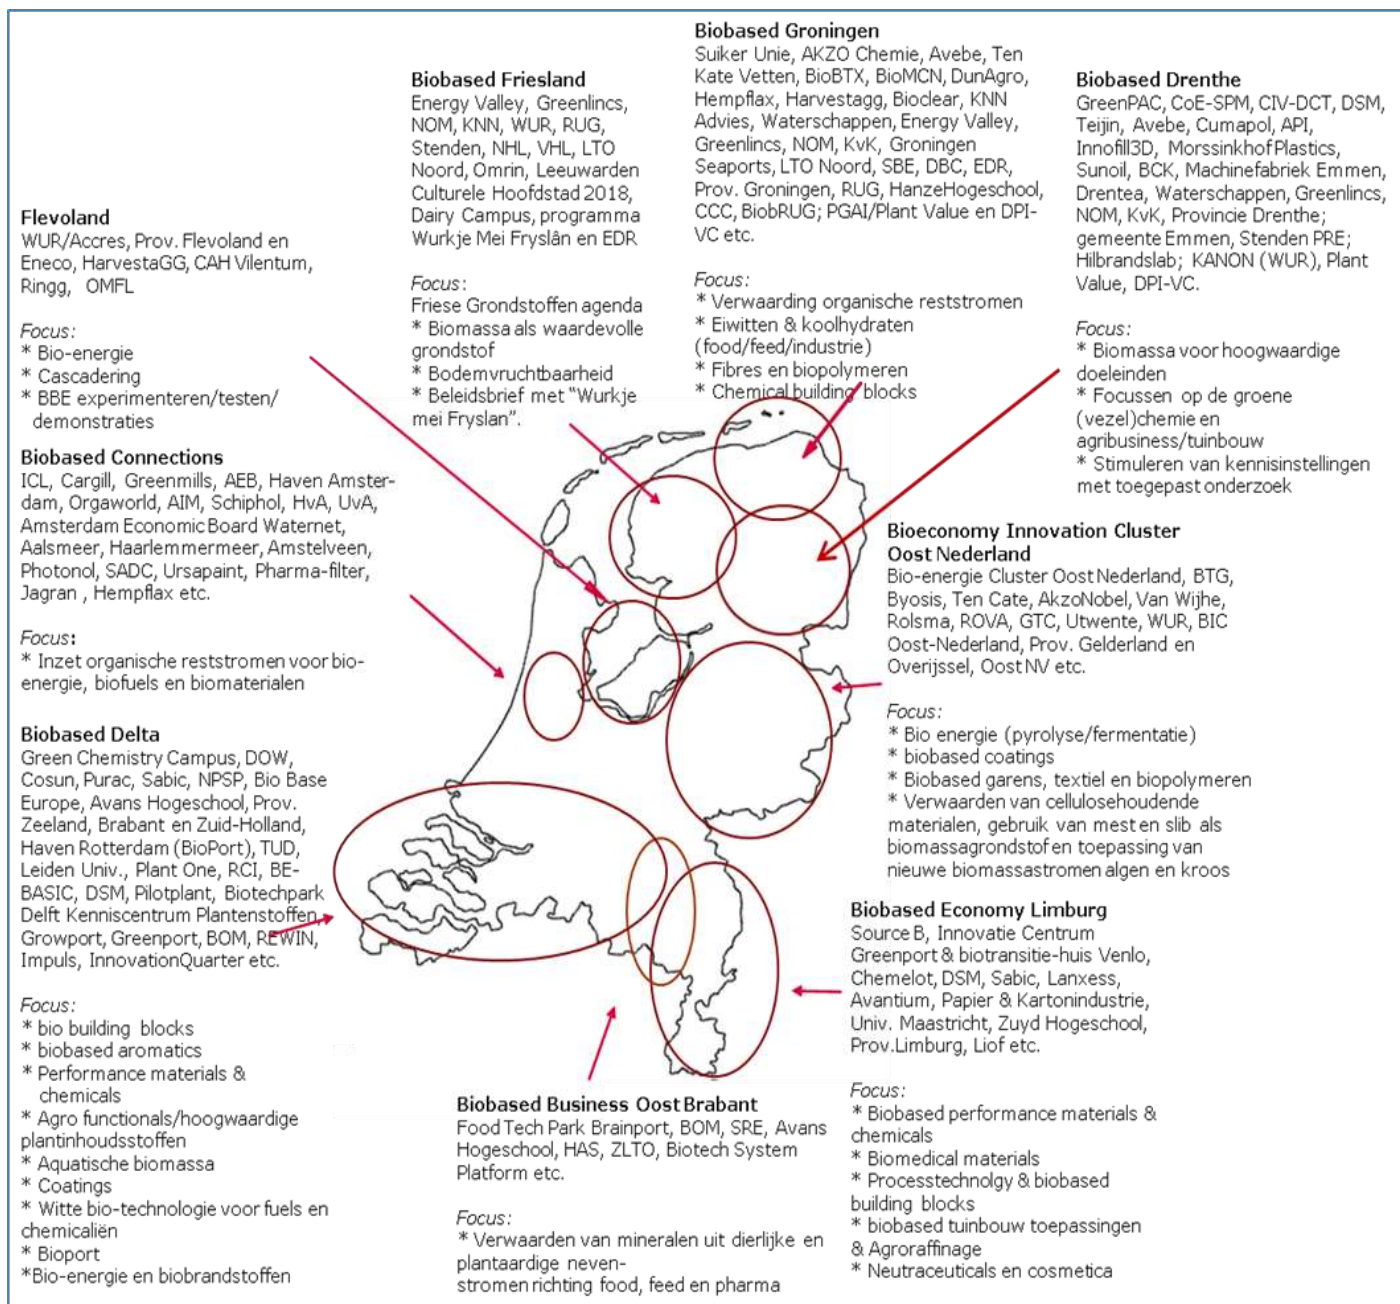 Biobased Groningen
Suiker Unie, AKZO Chemie, Avebe, Ten
Kate Vetten, BioBTX, BioMCN, DunAgro,
Hempflax, Harvestagg, Bioclear, KNN
Advies, Waterschappen, Energy Valley,
Greenlincs, NOM, KvK, Groningen
Seaports, LTO Noord, SBE, DBC, EDR,
Prov. Groningen, RUG, HanzeHogeschool,
CCC, BiobRUG; PGAI/Plant Value en DPI-
VC etc.
Focus:
* Verwaarding organische reststromen
* Eiwitten & koolhydraten
(food/feed/industrie)
* Fibres en biopolymeren
* Chemical building blocks
Biobased Friesland
Energy Valley, Greenlincs,
NOM, KNN, WUR, RUG,
Stenden, NHL, VHL, LTO
Noord, Omrin, Leeuwarden
Culturele Hoofdstad 2018,
Dairy Campus, programma
Wurkje Mei Fryslân en EDR
Focus:
Friese Grondstoffen agenda
* Biomassa als waardevolle
grondstof
* Bodemvruchtbaarheid
* Beleidsbrief met “Wurkje
mei Fryslan”.
Biobased Drenthe
GreenPAC, CoE-SPM, CIV-DCT, DSM,
Teijin, Avebe, Cumapol, API,
Innofill3D, Morssinkhof Plastics,
Sunoil, BCK, Machinefabriek Emmen,
Drentea, Waterschappen, Greenlincs,
NOM, KvK, Provincie Drenthe;
gemeente Emmen, Stenden PRE;
Hilbrandslab; KANON (WUR), Plant
Value, DPI-VC.
Focus:
* Biomassa voor hoogwaardige
doeleinden
* Focussen op de groene
(vezel)chemie en
agribusiness/tuinbouw
* Stimuleren van kennisinstellingen
met toegepast onderzoek
Flevoland
WUR/Accres, Prov. Flevoland en
Eneco, HarvestaGG, CAH Vilentum,
Ringg, OMFL
Focus:
* Bio-energie
* Cascadering
* BBE experimenteren/testen/
demonstraties
Biobased Connections
ICL, Cargill, Greenmills, AEB, Haven Amster-
dam, Orgaworld, AIM, Schiphol, HvA, UvA,
Amsterdam Economic Board Waternet,
Aalsmeer, Haarlemmermeer, Amstelveen,
Photonol, SADC, Ursapaint, Pharma-filter,
Jagran , Hempflax etc.
Focus:
* Inzet organische reststromen voor bio-
energie, biofuels en biomaterialen
Bioeconomy Innovation Cluster
Oost Nederland
Bio-energie Cluster Oost Nederland, BTG,
Byosis, Ten Cate, AkzoNobel, Van Wijhe,
Rolsma, ROVA, GTC, Utwente, WUR, BIC
Oost-Nederland, Prov. Gelderland en
Overijssel, Oost NV etc.
Focus:
* Bio energie (pyrolyse/fermentatie)
* biobased coatings
* Biobased garens, textiel en biopolymeren
* Verwaarden van cellulosehoudende
materialen, gebruik van mest en slib als
biomassagrondstof en toepassing van
nieuwe biomassastromen algen en kroos
Biobased Delta
Green Chemistry Campus, DOW,
Cosun, Purac, Sabic, NPSP, Bio Base
Europe, Avans Hogeschool, Prov.
Zeeland, Brabant en Zuid-Holland,
Haven Rotterdam (BioPort), TUD,
Leiden Univ., Plant One, RCI, BE-
BASIC, DSM, Pilotplant, Biotechpark
Delft Kenniscentrum Plantenstoffen,
Growport, Greenport, BOM, REWIN,
Impuls, InnovationQuarter etc.
Focus:
* bio building blocks
* biobased aromatics
* Performance materials &
chemicals
* Agro functionals/hoogwaardige
plantinhoudsstoffen
* Aquatische biomassa
* Coatings
* Witte bio-technologie voor fuels en
chemicaliën
* Bioport
*Bio-energie en biobrandstoffen
Biobased Business Oost Brabant
Food Tech Park Brainport, BOM, SRE, Avans
Hogeschool, HAS, ZLTO, Biotech System
Platform etc.
Focus:
* Verwaarden van mineralen uit dierlijke en
plantaardige neven-
stromen richting food, feed en pharma
Biobased Economy Limburg
Source B, Innovatie Centrum
Greenport & biotransitie-huis Venlo,
Chemelot, DSM, Sabic, Lanxess,
Avantium, Papier & Kartonindustrie,
Univ. Maastricht, Zuyd Hogeschool,
Prov.Limburg, Liof etc.
Focus:
* Biobased performance materials &
chemicals
* Biomedical materials
* Processtechnolgy & biobased
building blocks
* biobased tuinbouw toepassingen
& Agroraffinage
* Neutraceuticals en cosmetica